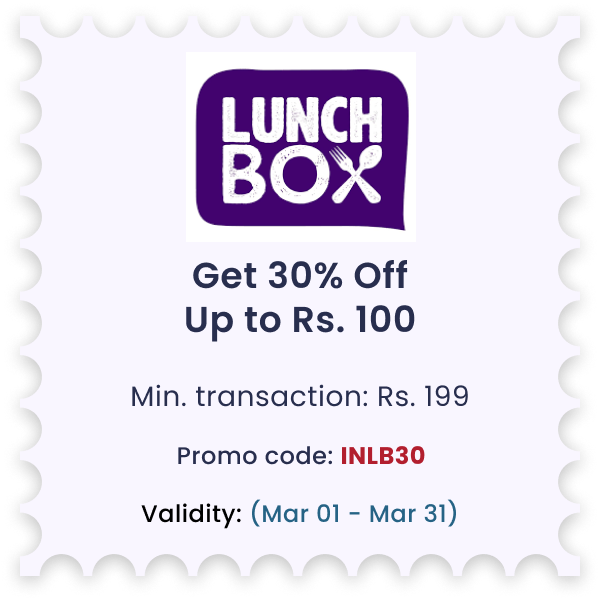 LUNCH
BOX
Get 30% Off
Up to Rs. 100
Min. transaction: Rs. 199
Promo code: INLB30
Validity: (Mar 01 - Mar 31)